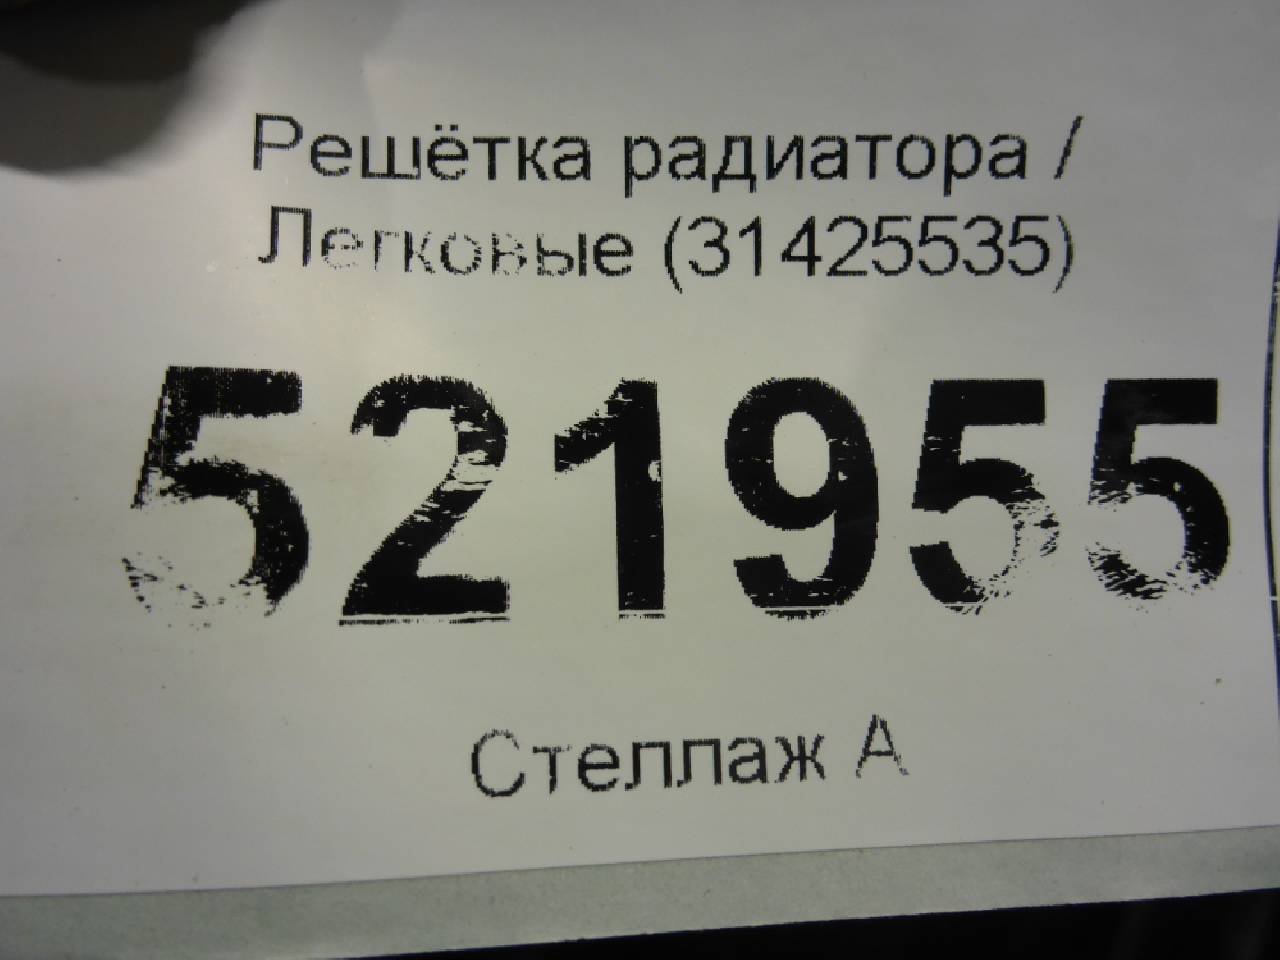 Решётка радиатора /
Легковые (31425535)
521955
Стеллаж А